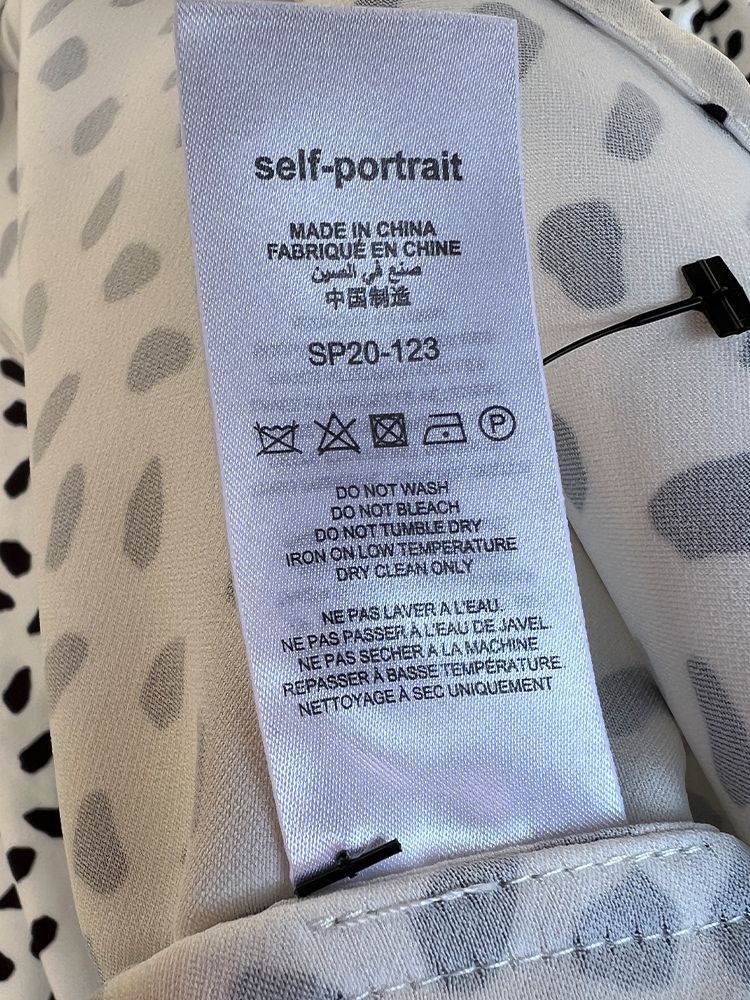 self-portrait
MADE IN CHINA
FABRIQUÉ EN CHINE
صنع في الصين
中国制造
SP20-123
P
DO NOT WASH
DO NOT BLEACH
DO NOT TUMBLE DRY
IRON ON LOW TEMPERATURE
DRY CLEAN ONLY
NE PAS LAVER A L'EAU.
NE PAS PASSER À L'EAU DE JAVEL.
NE PAS SECHER A LA MACHINE
REPASSER À BASSE TEMPÉRATURE.
NETTOYAGE À SEC UNIQUEMENT